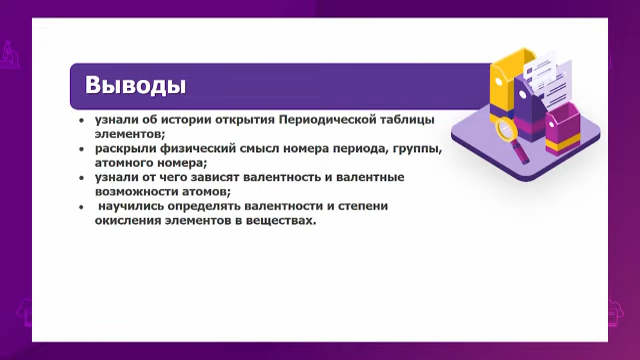 Выводы
• узнали об истории открытия Периодической таблицы
элементов;
• раскрыли физический смысл номера периода, группы,
атомного номера;
• узнали от чего зависят валентность и валентные
возможности атомов;
• научились определять валентности и степени
окисления элементов в веществах.